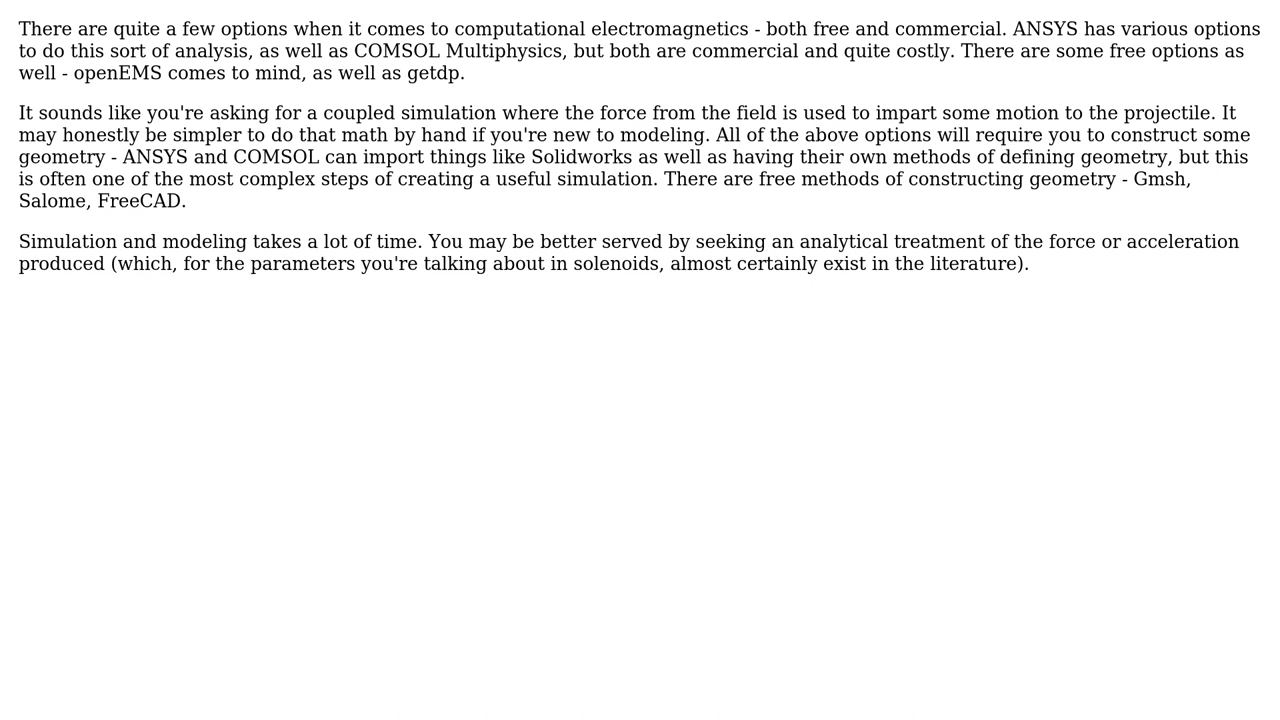 There are quite a few options when it comes to computational electromagnetics - both free and commercial. ANSYS has various options
to do this sort of analysis, as well as COMSOL Multiphysics, but both are commercial and quite costly. There are some free options as
well - openEMS comes to mind, as well as getdp.
It sounds like you're asking for a coupled simulation where the force from the field is used to impart some motion to the projectile. It
may honestly be simpler to do that math by hand if you're new to modeling. All of the above options will require you to construct some
geometry - ANSYS and COMSOL can import things like Solidworks as well as having their own methods of defining geometry, but this
is often one of the most complex steps of creating a useful simulation. There are free methods of constructing geometry - Gmsh,
Salome, FreeCAD.
Simulation and modeling takes a lot of time. You may be better served by seeking an analytical treatment of the force or acceleration
produced (which, for the parameters you're talking about in solenoids, almost certainly exist in the literature).